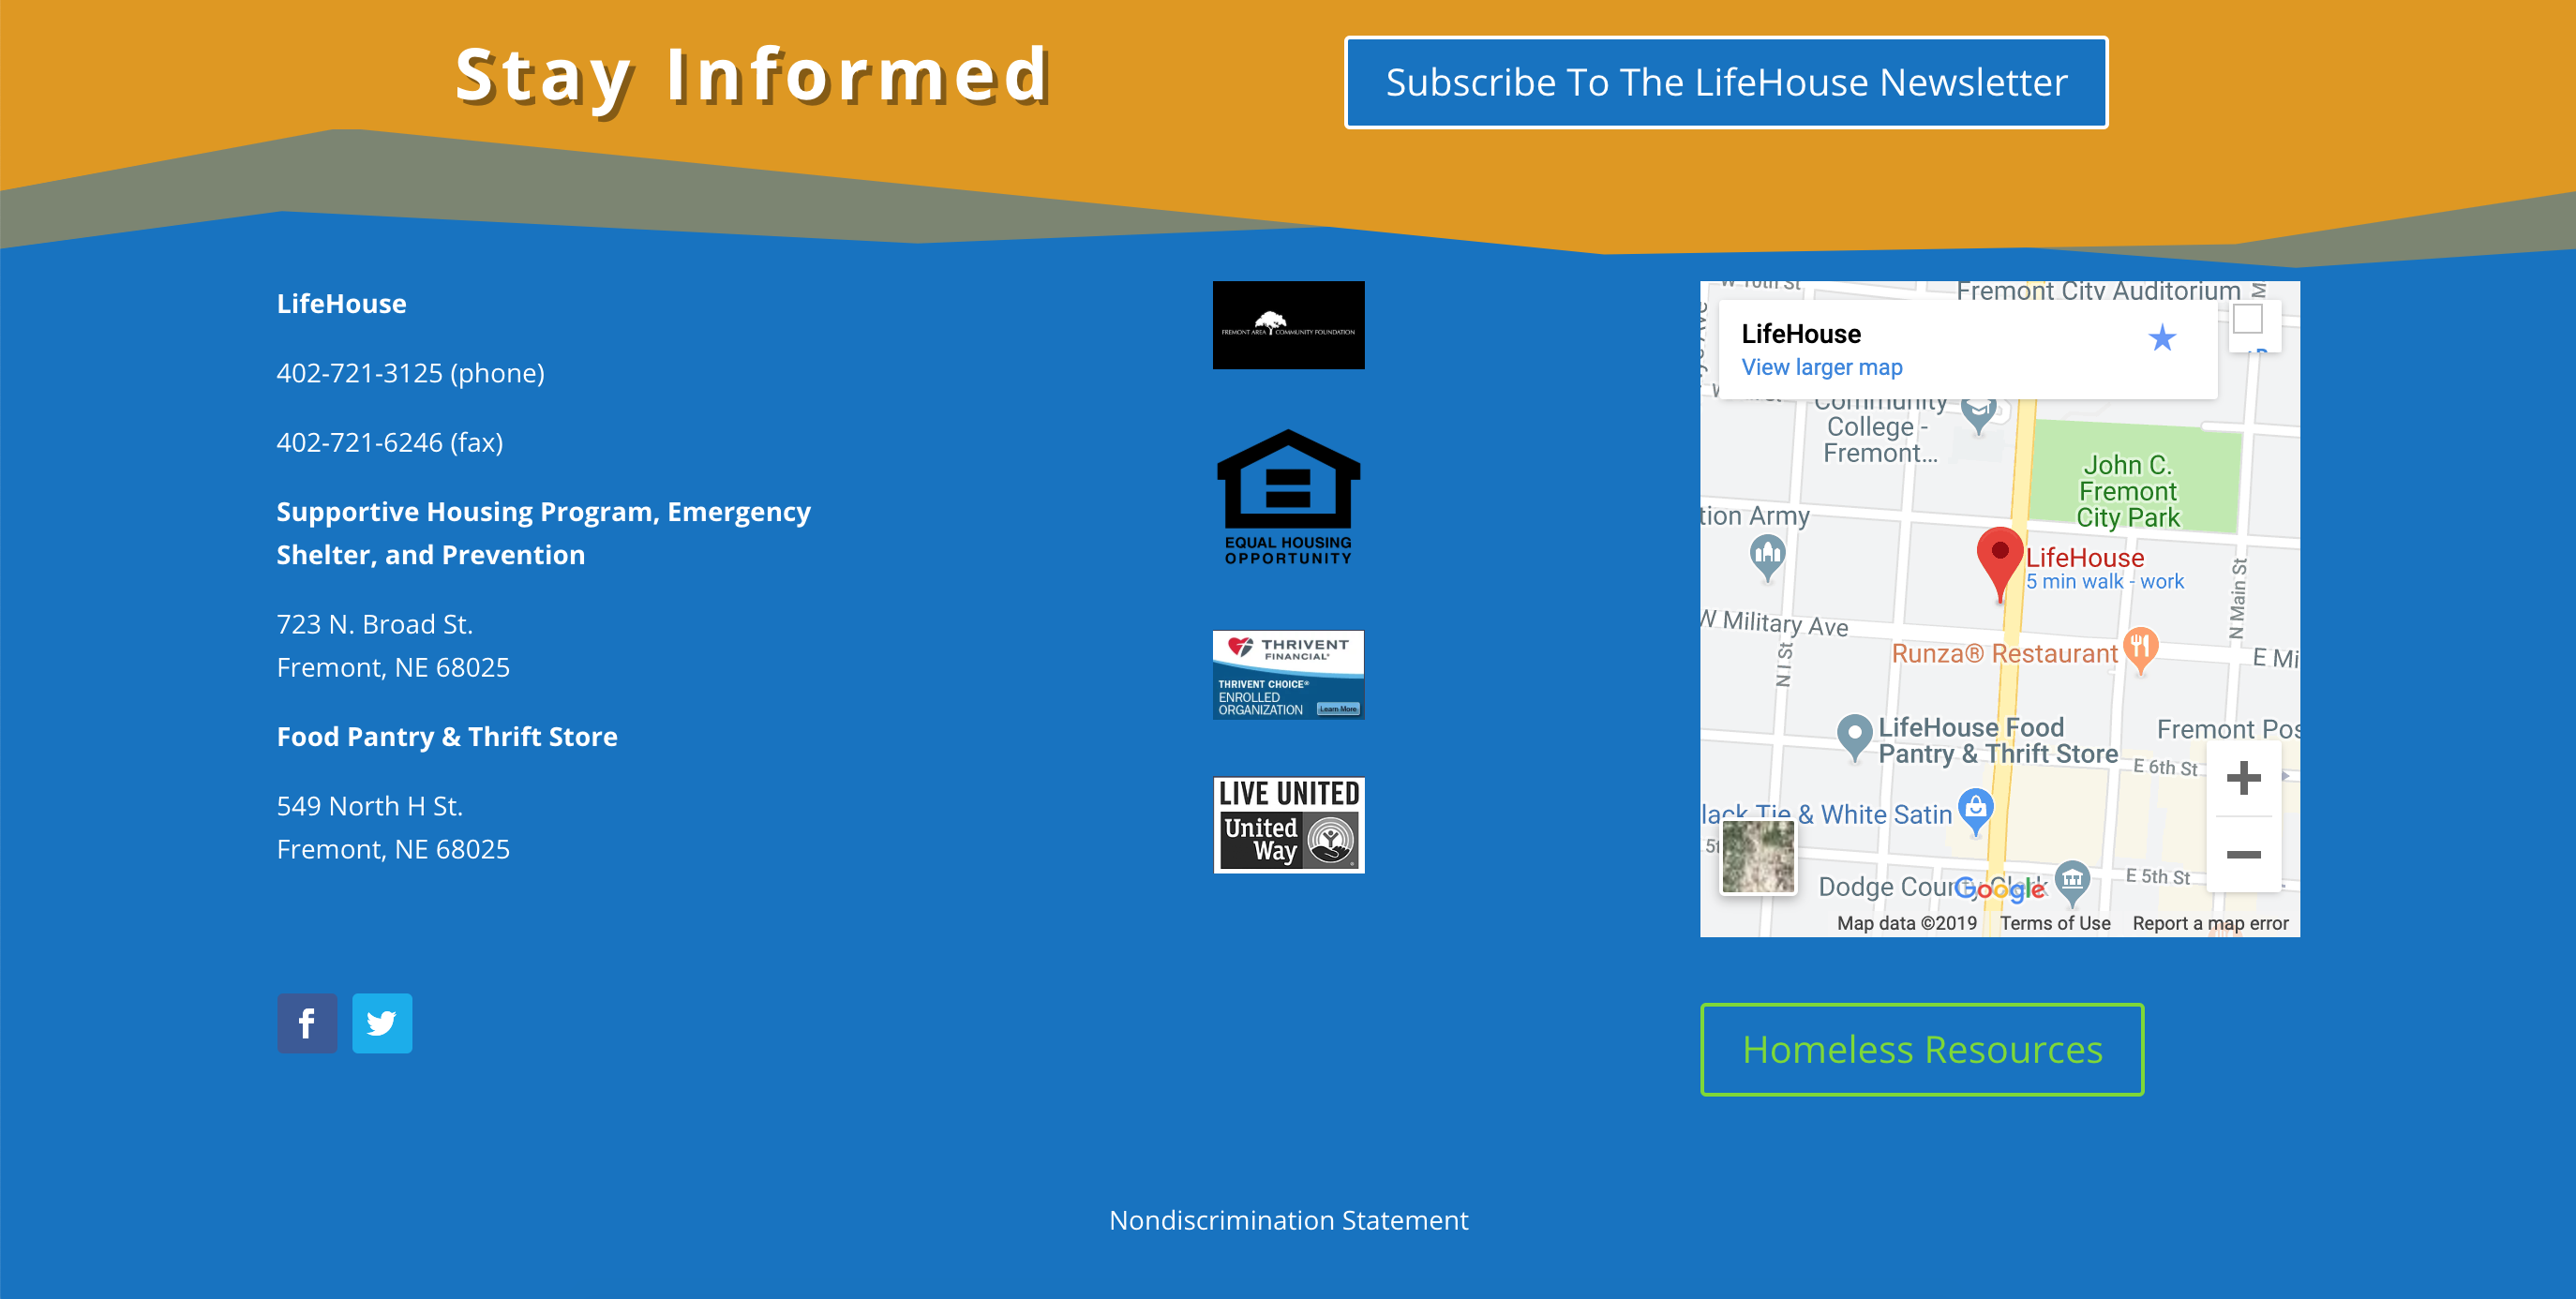 Stay Informed
Subscribe To The LifeHouse Newsletter
LifeHouse
402-721-3125 (phone)
402-721-6246 (fax)
Supportive Housing Program, Emergency
Shelter, and Prevention
723 N. Broad St.
Fremont, NE 68025
Food Pantry & Thrift Store
549 North H St.
Fremont, NE 68025
FREMONT AREA COMMUNITY FOUNDATION
EQUAL HOUSING
OPPORTUNITY
THRIVENT
FINANCIAL®
THRIVENT CHOICE®
ENROLLED
ORGANIZATION
Learn More
LIVE UNITED
United
Way
W 10th St
Fremont City Auditorium
LifeHouse
View larger map
Community
College -
Fremont...
John C.
Fremont
City Park
tion Army
LifeHouse
5 min walk - work
N Main St
W Military Ave
N I St
Runza® Restaurant
E Mi
LifeHouse Food
Pantry & Thrift Store
Fremont Pos
E 6th St
lack Tie & White Satin
E 5th St
Dodge County Clerk
Google
Map data ©2019
Terms of Use
Report a map error
Homeless Resources
Nondiscrimination Statement